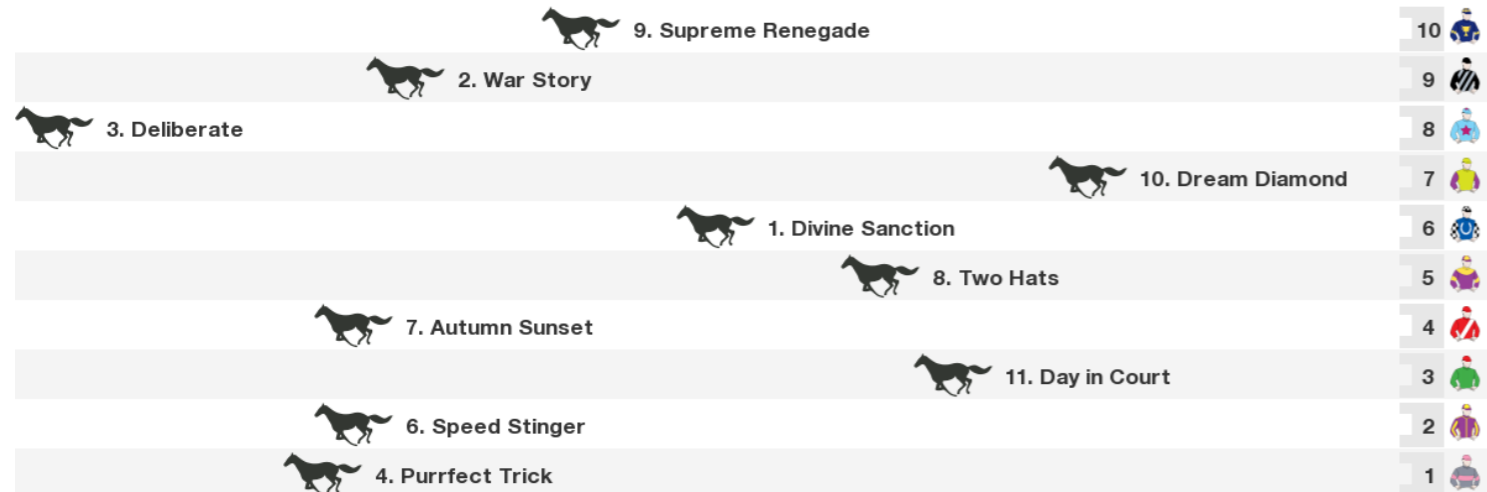 9. Supreme Renegade 10
2. War Story 9
3. Deliberate 8
10. Dream Diamond 7
1. Divine Sanction 6
8. Two Hats 5
7. Autumn Sunset 4
11. Day in Court 3
6. Speed Stinger 2
4. Purrfect Trick 1